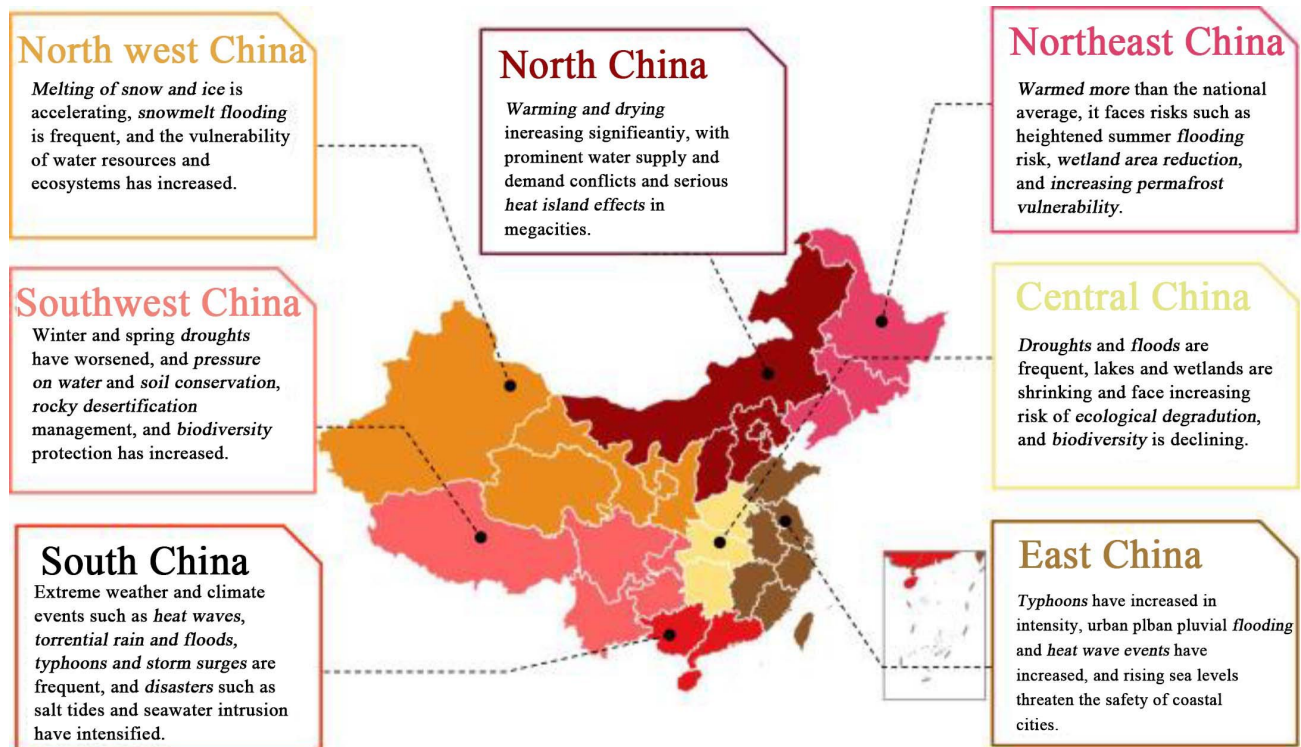 North west China
Melting of snow and ice is
accelerating, snowmelt flooding
is frequent, and the vulnerability
of water resources and
ecosystems has increased.
North China
Warming and drying
inereasing signifieantiy, with
prominent water supply and
demand conflicts and serious
heat island effects in
megacities.
Northeast China
Warmed more than the national
average, it faces risks such as
heightened summer flooding
risk, wetland area reduction,
and increasing permafrost
vulnerability.
Southwest China
Winter and spring droughts
have worsened, and pressure
on water and soil conservation,
rocky desertification
management, and biodiversity
protection has increased.
Central China
Droughts and floods are
frequent, lakes and wetlands are
shrinking and face increasing
risk of ecological degradution,
and biodiversity is declining.
South China
Extreme weather and climate
events such as heat waves,
torrential rain and floods,
typhoons and storm surges are
frequent, and disasters such as
salt tides and seawater intrusion
have intensified.
East China
Typhoons have increased in
intensity, urban plban pluvial flooding
and heat wave events have
increased, and rising sea levels
threaten the safety of coastal
cities.